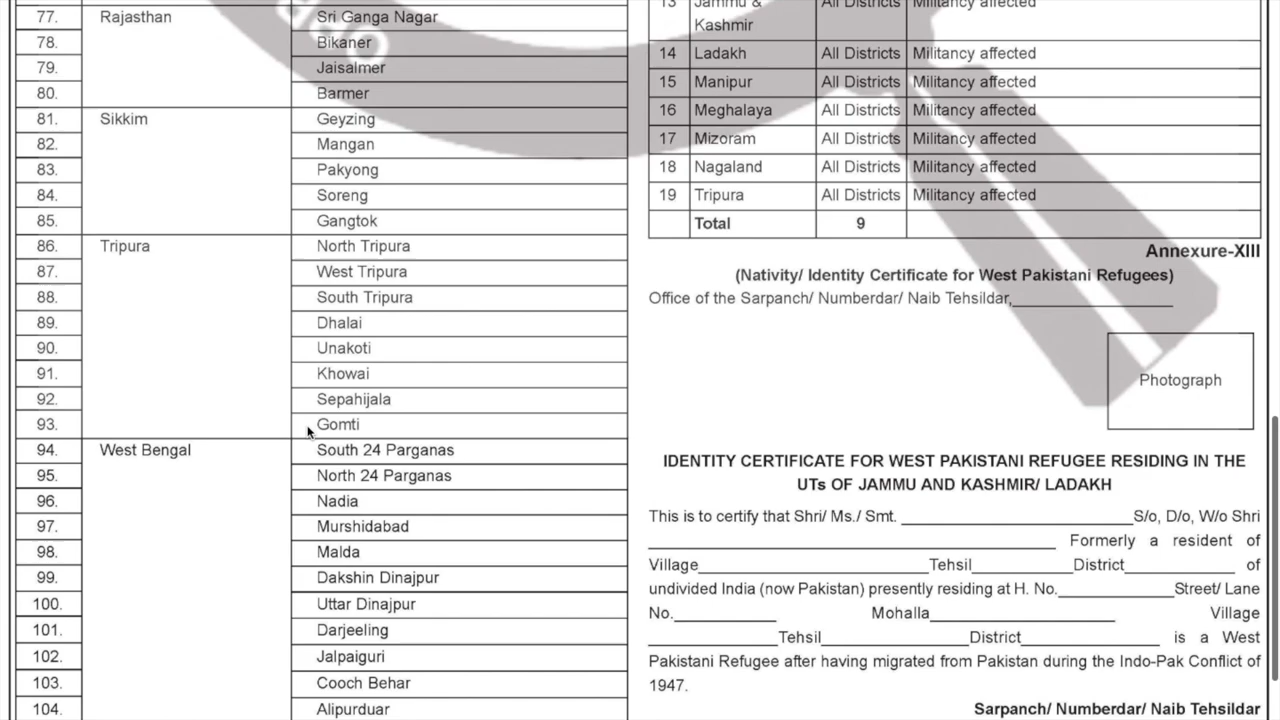 77. Rajasthan Sri Ganga Nagar
78. Bikaner
79. Jaisalmer
80. Barmer
81. Sikkim Geyzing
82. Mangan
83. Pakyong
84. Soreng
85. Gangtok
86. Tripura North Tripura
87. West Tripura
88. South Tripura
89. Dhalai
90. Unakoti
91. Khowai
92. Sepahijala
93. Gomti
94. West Bengal South 24 Parganas
95. North 24 Parganas
96. Nadia
97. Murshidabad
98. Malda
99. Dakshin Dinajpur
100. Uttar Dinajpur
101. Darjeeling
102. Jalpaiguri
103. Cooch Behar
104. Alipurduar
13 Jammu & All Districts Militancy affected
Kashmir
14 Ladakh All Districts Militancy affected
15 Manipur All Districts Militancy affected
16 Meghalaya All Districts Militancy affected
17 Mizoram All Districts Militancy affected
18 Nagaland All Districts Militancy affected
19 Tripura All Districts Militancy affected
Total 9
Annexure-XIII
(Nativity/ Identity Certificate for West Pakistani Refugees)
Office of the Sarpanch/ Numberdar/ Naib Tehsildar,__________________
Photograph
IDENTITY CERTIFICATE FOR WEST PAKISTANI REFUGEE RESIDING IN THE
UTs OF JAMMU AND KASHMIR/ LADAKH
This is to certify that Shri/ Ms./ Smt. __________________________S/o, D/o, W/o Shri
______________________________________________ Formerly a resident of
Village__________________________Tehsil___________District____________ of
undivided India (now Pakistan) presently residing at H. No._____________Street/ Lane
No.___________ Mohalla_____________________ Village
______________Tehsil________________District_______________ is a West
Pakistani Refugee after having migrated from Pakistan during the Indo-Pak Conflict of
1947.
Sarpanch/ Numberdar/ Naib Tehsildar